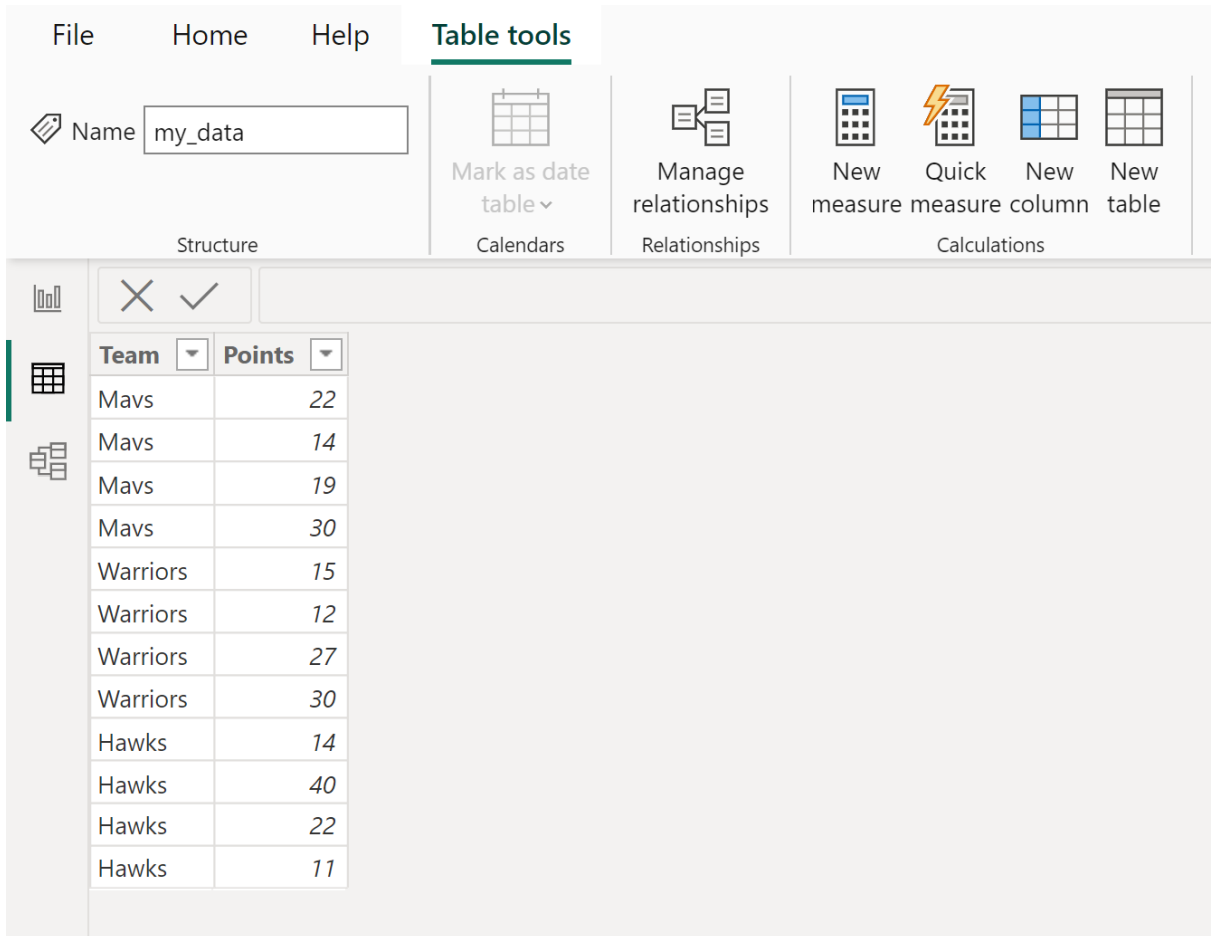 File Home Help Table tools
Name my_data
Mark as date table
Manage relationships
New measure
Quick measure
New column
New table
Structure Calendars Relationships Calculations
Team Points
Mavs 22
Mavs 14
Mavs 19
Mavs 30
Warriors 15
Warriors 12
Warriors 27
Warriors 30
Hawks 14
Hawks 40
Hawks 22
Hawks 11